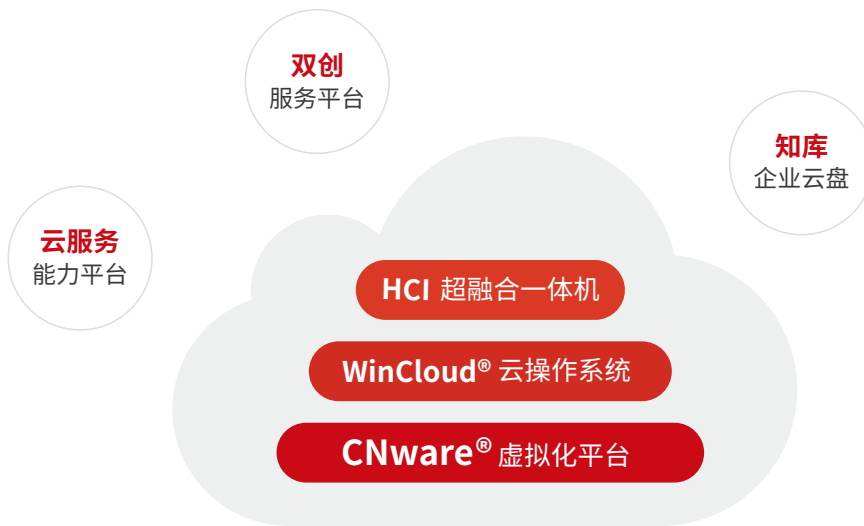 双创
服务平台
知库
企业云盘
云服务
能力平台
HCI 超融合一体机
WinCloud® 云操作系统
CNware® 虚拟化平台